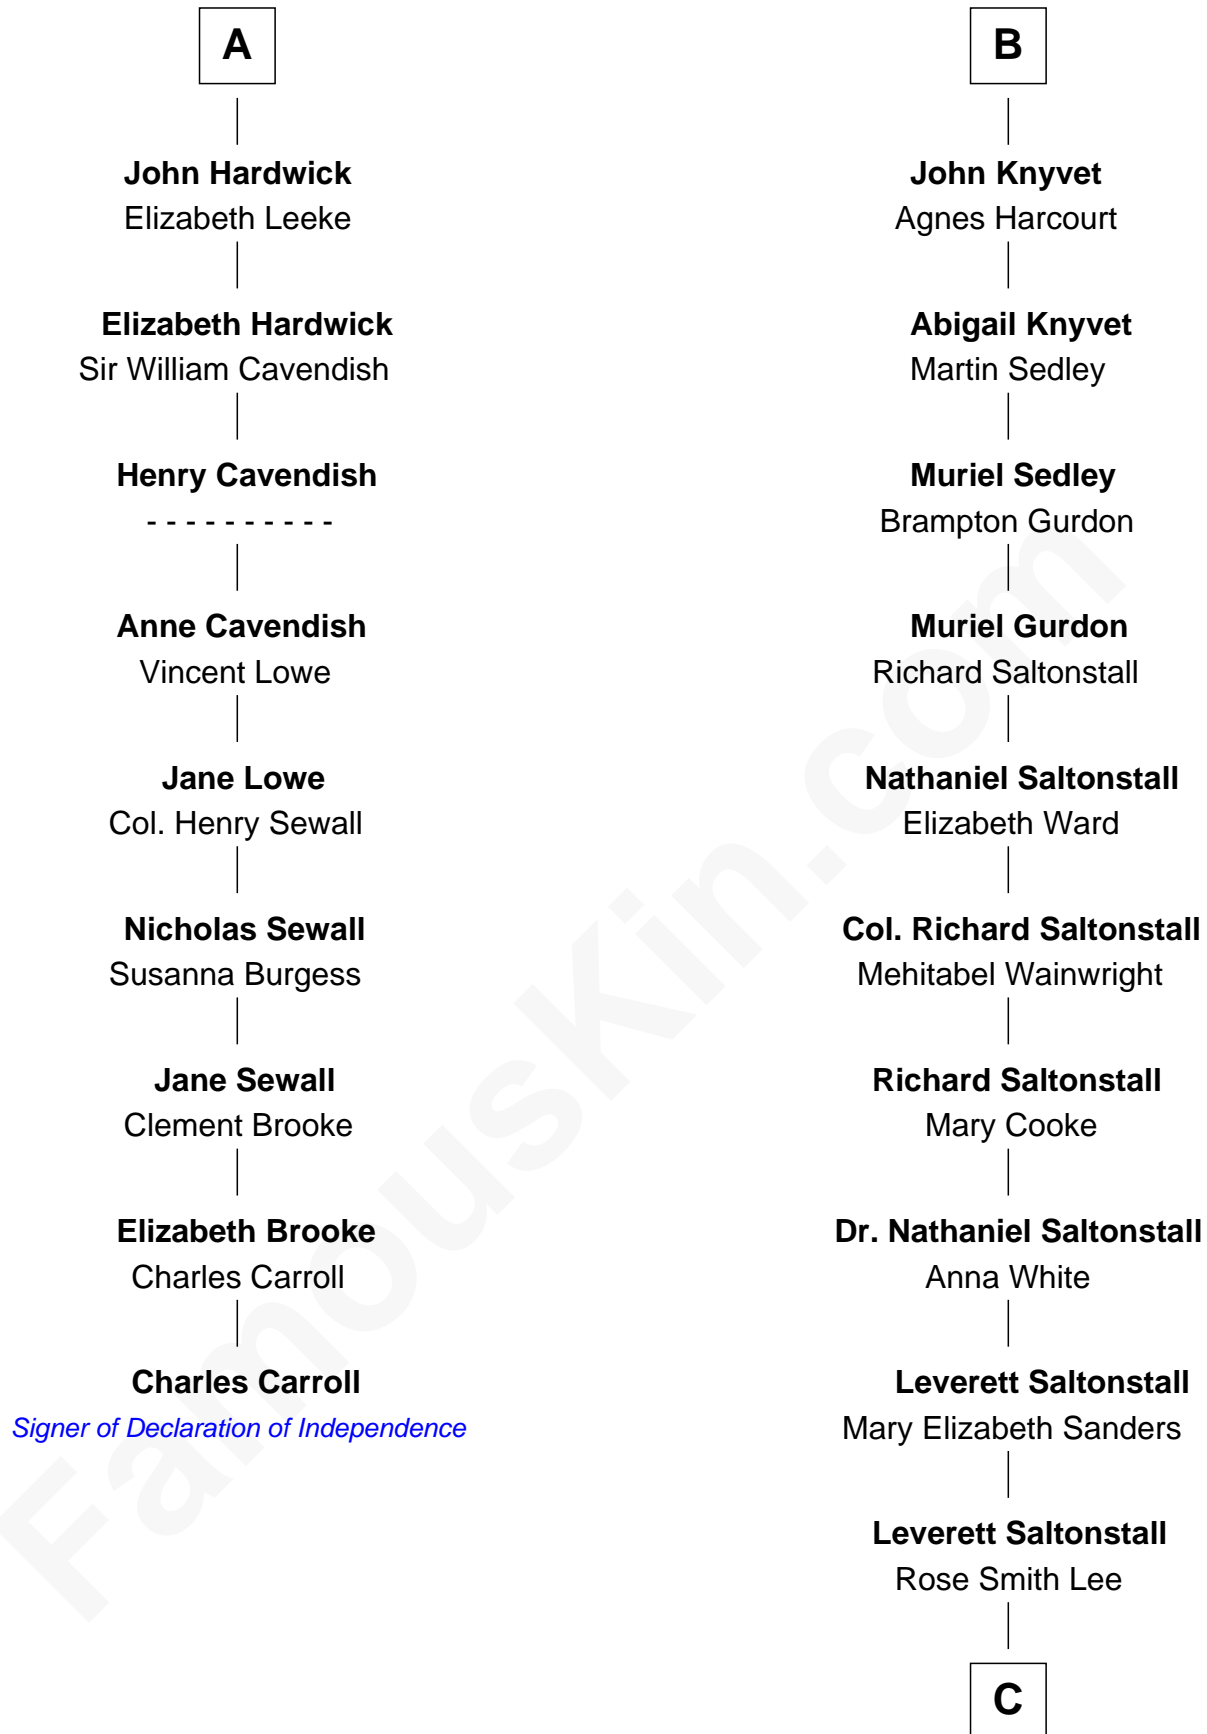 A
John Hardwick
Elizabeth Leeke
Elizabeth Hardwick
Sir William Cavendish
Henry Cavendish
- - - - - - - - - -
Anne Cavendish
Vincent Lowe
Jane Lowe
Col. Henry Sewall
Nicholas Sewall
Susanna Burgess
Jane Sewall
Clement Brooke
Elizabeth Brooke
Charles Carroll
Charles Carroll
Signer of Declaration of Independence
B
John Knyvet
Agnes Harcourt
Abigail Knyvet
Martin Sedley
Muriel Sedley
Brampton Gurdon
Muriel Gurdon
Richard Saltonstall
Nathaniel Saltonstall
Elizabeth Ward
Col. Richard Saltonstall
Mehitabel Wainwright
Richard Saltonstall
Mary Cooke
Dr. Nathaniel Saltonstall
Anna White
Leverett Saltonstall
Mary Elizabeth Sanders
Leverett Saltonstall
Rose Smith Lee
C
FamousKin.com